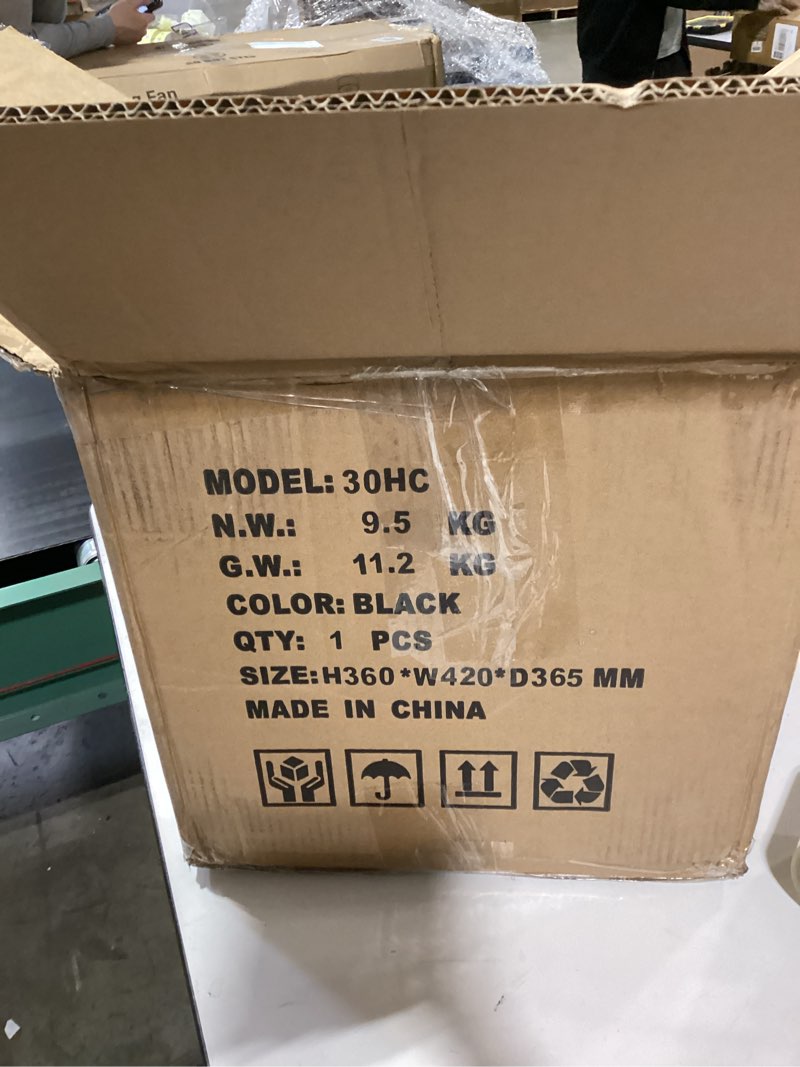 Fan
MODEL: 30HC
N.W.: 9.5 KG
G.W.: 11.2 KG
COLOR: BLACK
QTY: 1 PCS
SIZE: H360*W420*D365 MM
MADE IN CHINA